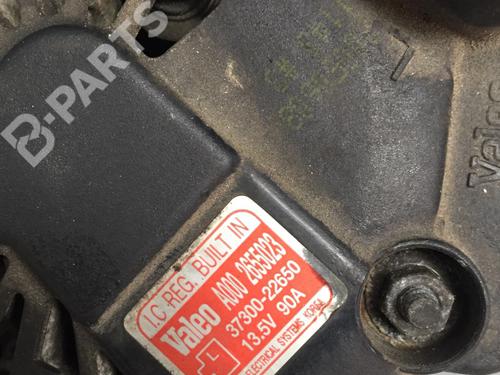 B-PARTS
Valeo
I.C REG. BUILT IN
Valeo A000 2655023
37300-22650
13.5V 90A
ELECTRICAL SYSTEMS KOREA